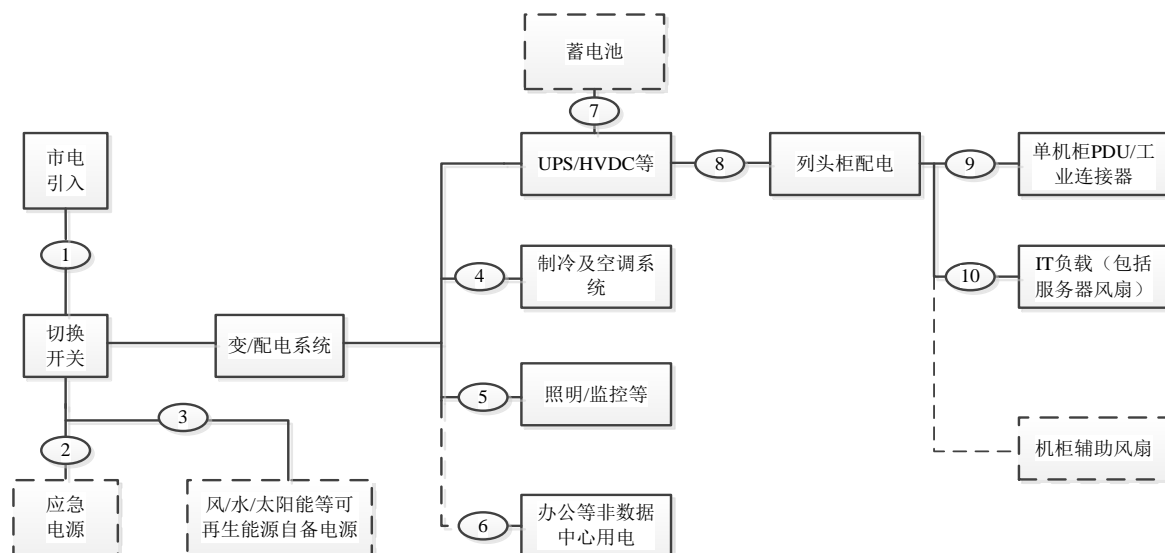 蓄电池
7
市电
引入
UPS/HVDC等
8
列头柜配电
9
单机柜PDU/工
业连接器
1
4
制冷及空调系
统
10
IT负载（包括
服务器风扇）
切换
开关
变/配电系统
5
照明/监控等
3
2
机柜辅助风扇
应急
电源
风/水/太阳能等可
再生能源自备电源
6
办公等非数据
中心用电